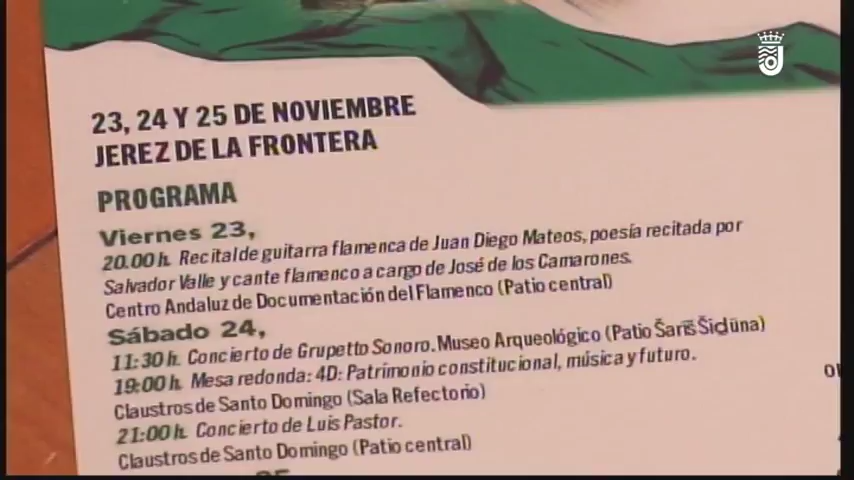 23, 24 Y 25 DE NOVIEMBRE
JEREZ DE LA FRONTERA
PROGRAMA
Viernes 23,
20.00 h. Recital de guitarra flamenca de Juan Diego Mateos, poesía recitada por
Salvador Valle y cante flamenco a cargo de José de los Camarones.
Centro Andaluz de Documentación del Flamenco (Patio central)
Sábado 24,
11:30 h. Concierto de Grupetto Sonoro. Museo Arqueológico (Patio Šariš Šidüna)
19:00 h. Mesa redonda: 4D: Patrimonio constitucional, música y futuro.
Claustros de Santo Domingo (Sala Refectorio)
21:00 h. Concierto de Luis Pastor.
Claustros de Santo Domingo (Patio central)